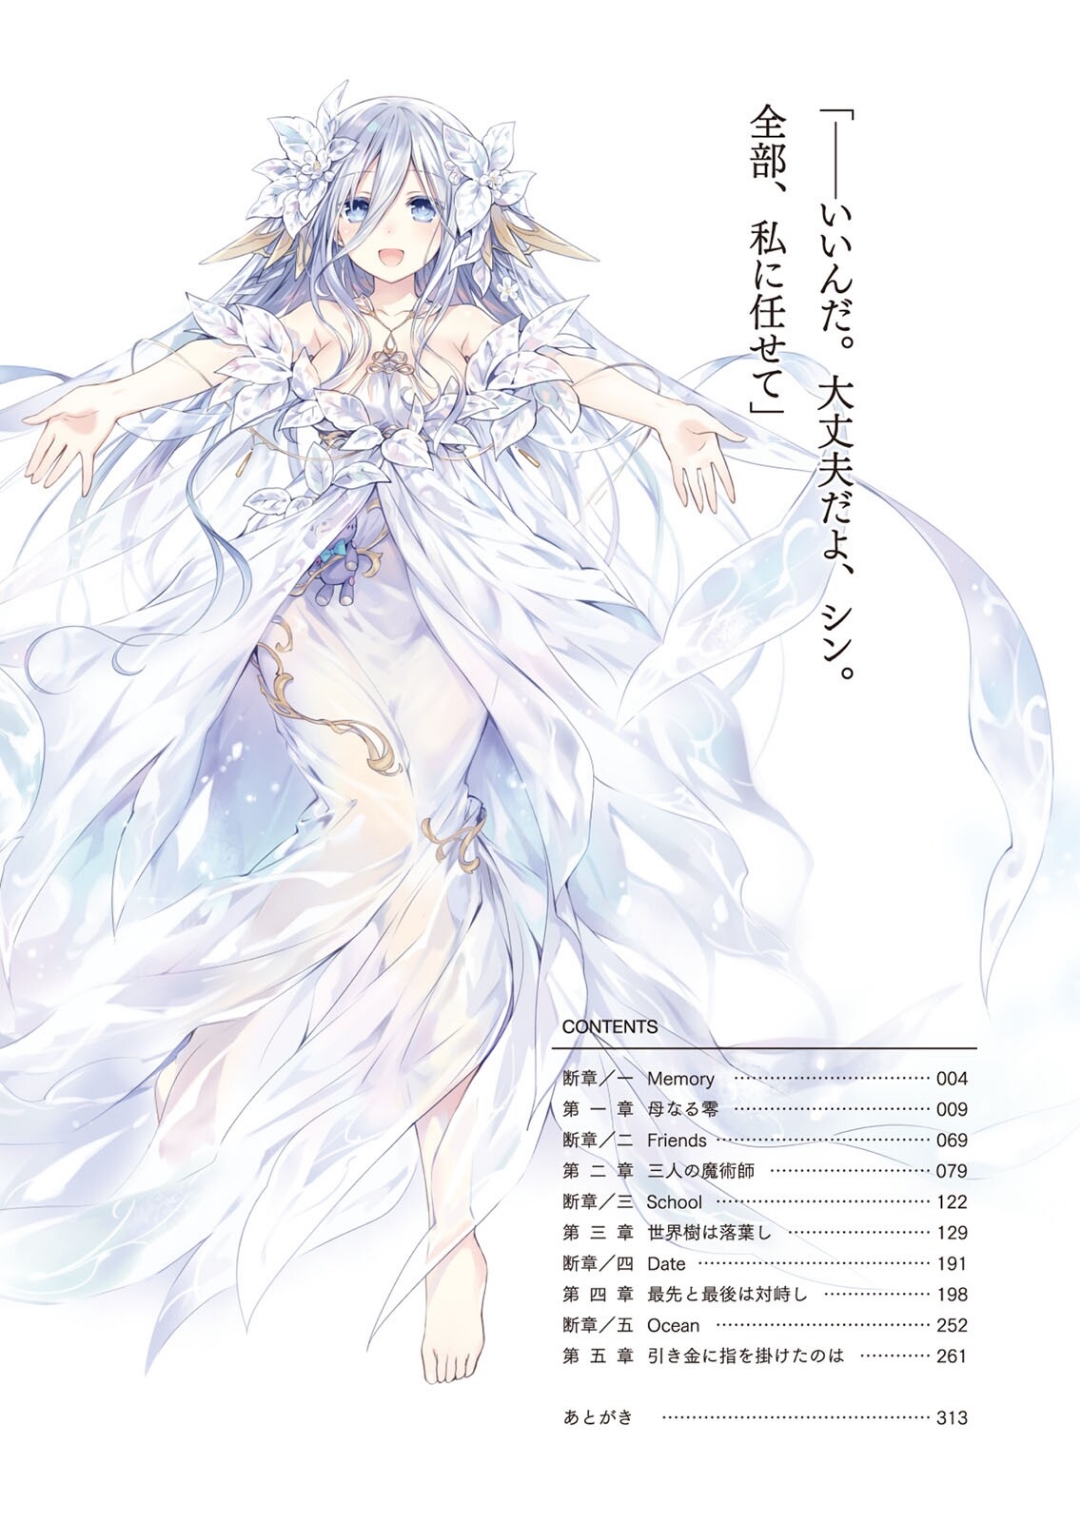 「――いいんだ。大丈夫だよ、シン。
全部、私に任せて」
CONTENTS
断章／一 Memory ………………………… 004
第一章 母なる零 ………………………… 009
断章／二 Friends ………………………… 069
第二章 三人の魔術師 ………………………… 079
断章／三 School ………………………… 122
第三章 世界樹は落葉し ………………………… 129
断章／四 Date ………………………… 191
第四章 最先と最後は対峙し ………………………… 198
断章／五 Ocean ………………………… 252
第五章 引き金に指を掛けたのは ………………………… 261
あとがき ………………………… 313